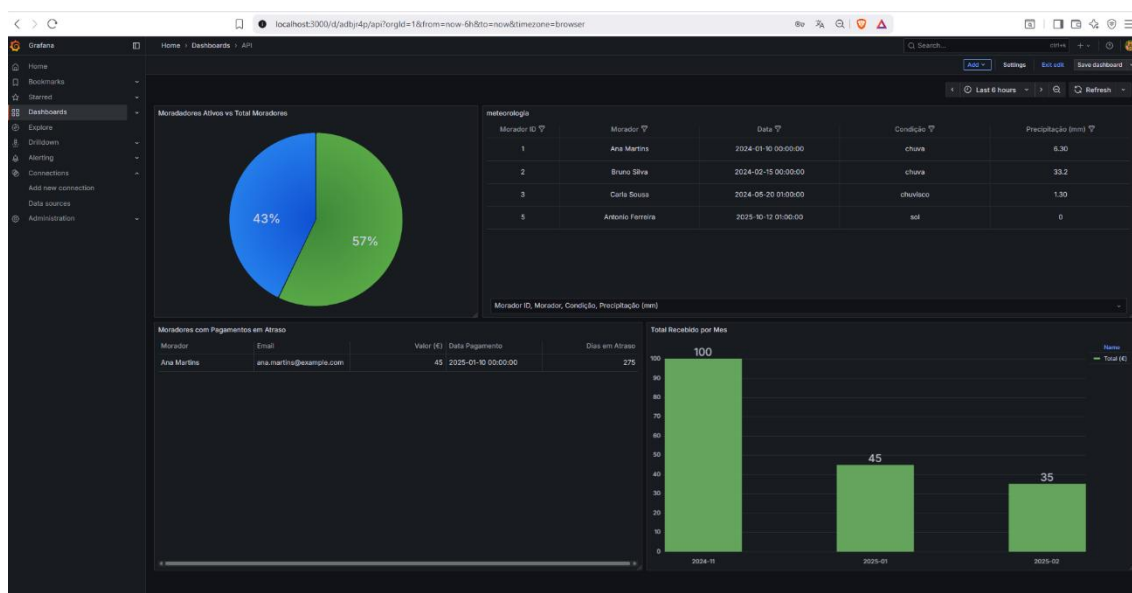 localhost:3000/d/adbjr4p/api?orgId=1&from=now-6h&to=now&timezone=browser
Grafana
Home › Dashboards › API
Search...
ctrl+k
Home
Bookmarks
Starred
Dashboards
Explore
Drilldown
Alerting
Connections
Add new connection
Data sources
Administration
Add
Settings
Exit edit
Save dashboard
Last 6 hours
Refresh
Moradadores Ativos vs Total Moradores
43%
57%
meteorologia
Morador ID Morador Data Condição Precipitação (mm)
1 Ana Martins 2024-01-10 00:00:00 chuva 6.30
2 Bruno Silva 2024-02-15 00:00:00 chuva 33.2
3 Carla Sousa 2024-05-20 01:00:00 chuvisco 1.30
5 Antonio Ferreira 2025-10-12 01:00:00 sol 0
Morador ID, Morador, Condição, Precipitação (mm)
Moradores com Pagamentos em Atraso
Morador Email Valor (€) Data Pagamento Dias em Atraso
Ana Martins ana.martins@example.com 45 2025-01-10 00:00:00 275
Total Recebido por Mes
100
90
80
70
60
50
40
30
20
10
0
100
45
35
2024-11
2025-01
2025-02
Name
Total (€)